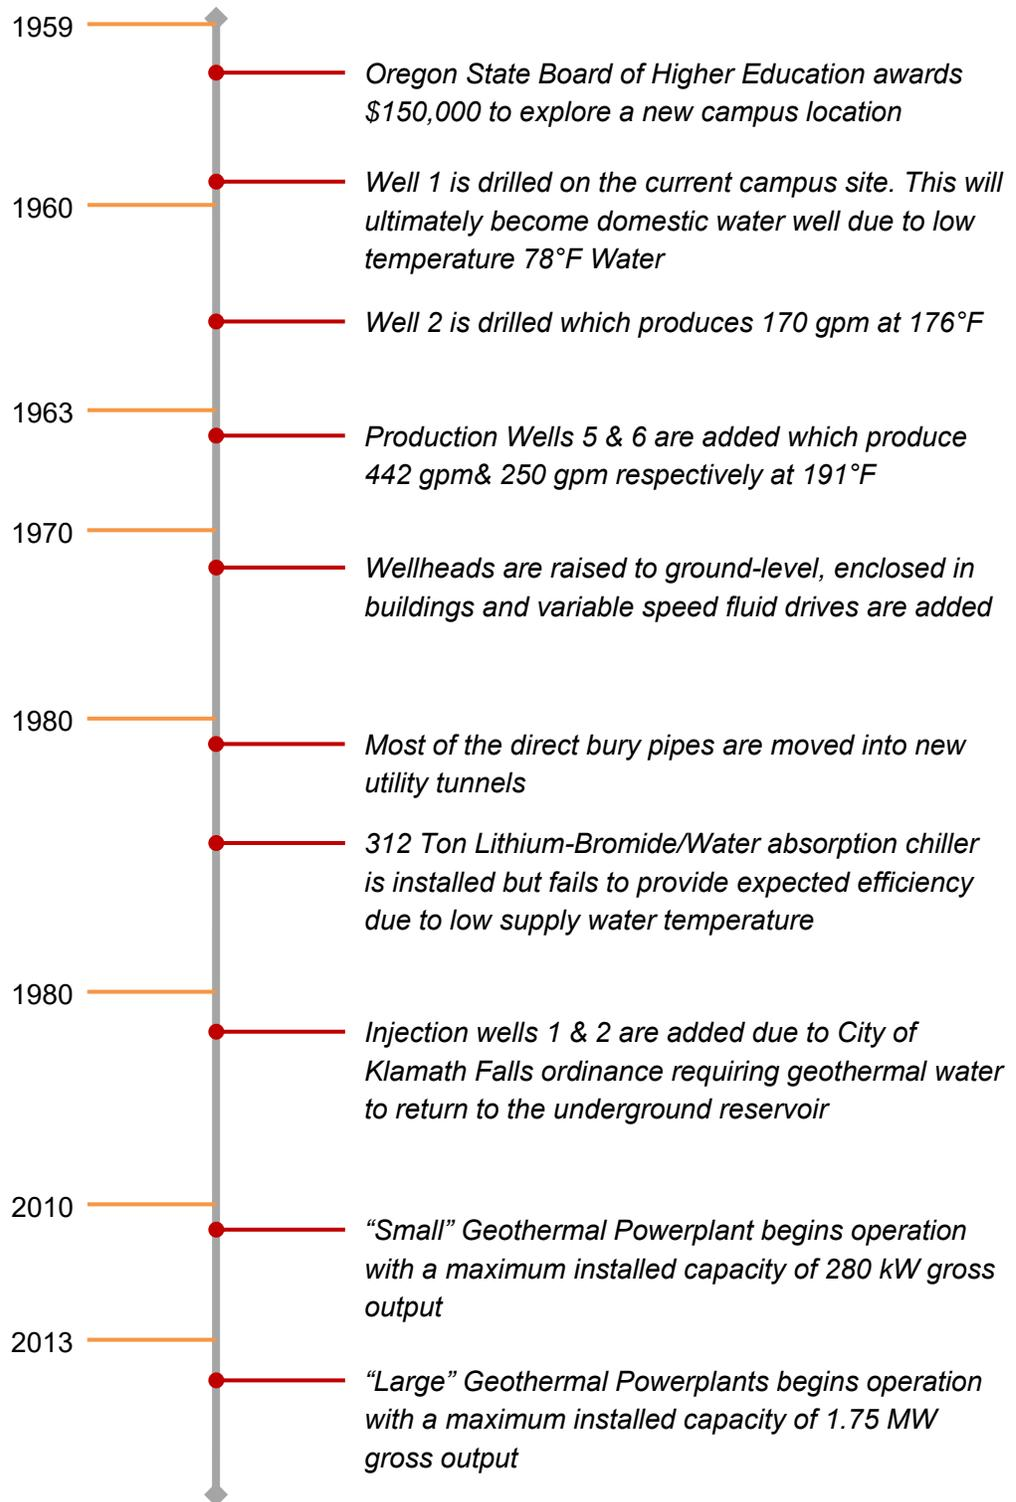 1959
Oregon State Board of Higher Education awards
$150,000 to explore a new campus location
Well 1 is drilled on the current campus site. This will
1960
ultimately become domestic water well due to low
temperature 78°F Water
Well 2 is drilled which produces 170 gpm at 176°F
1963
Production Wells 5 & 6 are added which produce
442 gpm& 250 gpm respectively at 191°F
1970
Wellheads are raised to ground-level, enclosed in
buildings and variable speed fluid drives are added
1980
Most of the direct bury pipes are moved into new
utility tunnels
312 Ton Lithium-Bromide/Water absorption chiller
is installed but fails to provide expected efficiency
due to low supply water temperature
1980
Injection wells 1 & 2 are added due to City of
Klamath Falls ordinance requiring geothermal water
to return to the underground reservoir
2010
“Small” Geothermal Powerplant begins operation
with a maximum installed capacity of 280 kW gross
output
2013
“Large” Geothermal Powerplants begins operation
with a maximum installed capacity of 1.75 MW
gross output